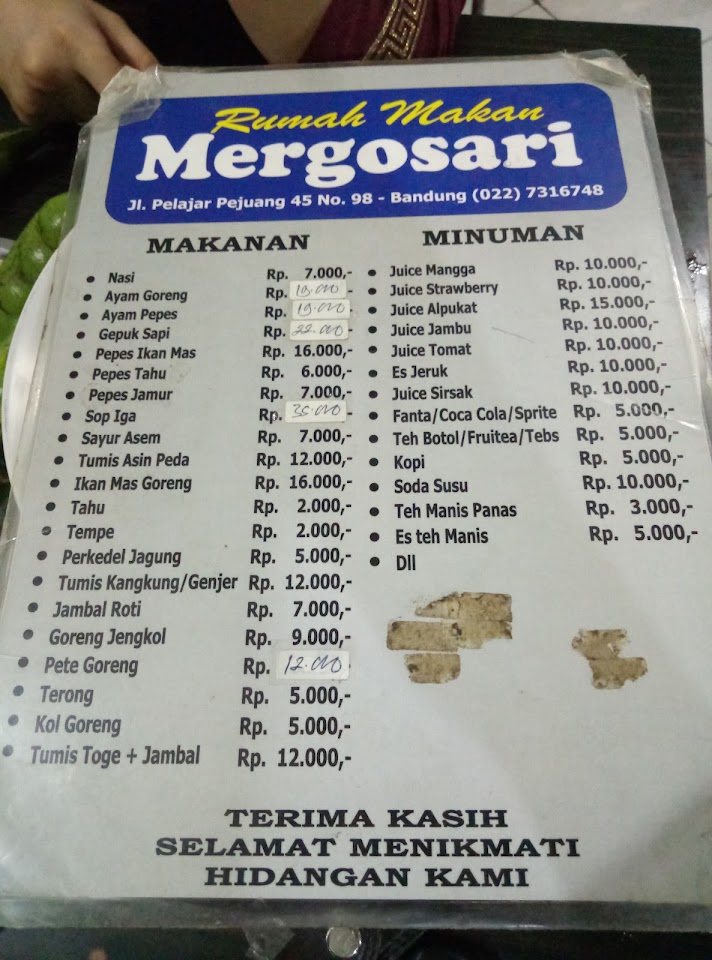 Rumah Makan
Mergosari
Jl. Pelajar Pejuang 45 No. 98 - Bandung (022) 7316748
MAKANAN
• Nasi Rp. 7.000,-
• Ayam Goreng Rp. 19.000
• Ayam Pepes Rp. 19.000-
• Gepuk Sapi Rp. 22.000-
• Pepes Ikan Mas Rp. 16.000,-
• Pepes Tahu Rp. 6.000,-
• Pepes Jamur Rp. 7.000,-
• Sop Iga Rp. 35.000-
• Sayur Asem Rp. 7.000,-
• Tumis Asin Peda Rp. 12.000,-
• Ikan Mas Goreng Rp. 16.000,-
• Tahu Rp. 2.000,-
• Tempe Rp. 2.000,-
• Perkedel Jagung Rp. 5.000,-
• Tumis Kangkung/Genjer Rp. 12.000,-
• Jambal Roti Rp. 7.000,-
• Goreng Jengkol Rp. 9.000,-
• Pete Goreng Rp. 12.000
• Terong Rp. 5.000,-
• Kol Goreng Rp. 5.000,-
• Tumis Toge + Jambal Rp. 12.000,-
MINUMAN
• Juice Mangga Rp. 10.000,-
• Juice Strawberry Rp. 10.000,-
• Juice Alpukat Rp. 15.000,-
• Juice Jambu Rp. 10.000,-
• Juice Tomat Rp. 10.000,-
• Es Jeruk Rp. 10.000,-
• Juice Sirsak Rp. 10.000,-
• Fanta/Coca Cola/Sprite Rp. 5.000,-
• Teh Botol/Fruitea/Tebs Rp. 5.000,-
• Kopi Rp. 5.000,-
• Soda Susu Rp. 10.000,-
• Teh Manis Panas Rp. 3.000,-
• Es teh Manis Rp. 5.000,-
• Dll
TERIMA KASIH
SELAMAT MENIKMATI
HIDANGAN KAMI